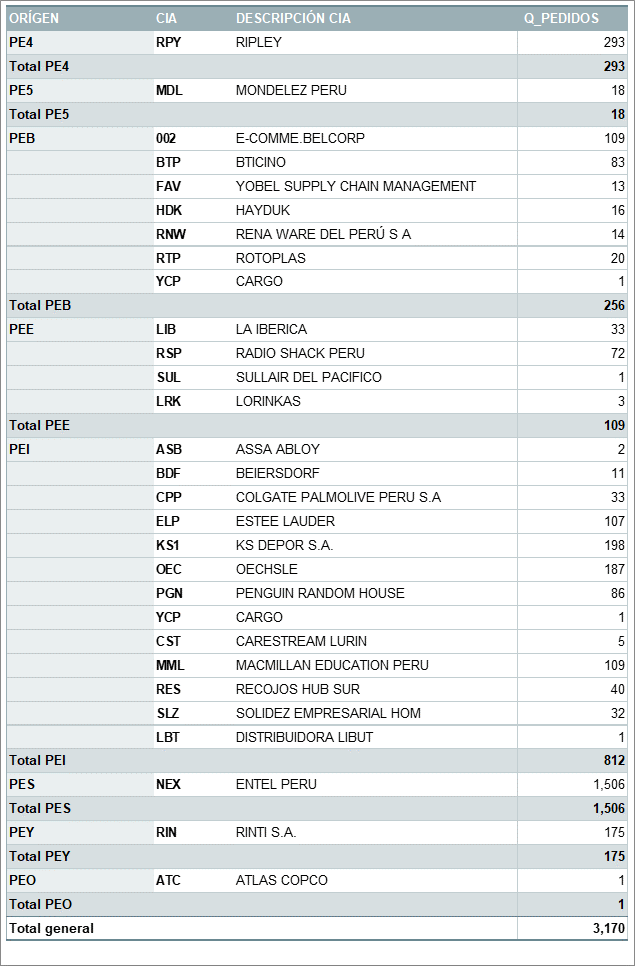 ORÍGEN CIA DESCRIPCIÓN CIA Q_PEDIDOS
PE4 RPY RIPLEY 293
Total PE4 293
PE5 MDL MONDELEZ PERU 18
Total PE5 18
PEB 002 E-COMME.BELCORP 109
BTP BTICINO 83
FAV YOBEL SUPPLY CHAIN MANAGEMENT 13
HDK HAYDUK 16
RNW RENA WARE DEL PERÚ S A 14
RTP ROTOPLAS 20
YCP CARGO 1
Total PEB 256
PEE LIB LA IBERICA 33
RSP RADIO SHACK PERU 72
SUL SULLAIR DEL PACIFICO 1
LRK LORINKAS 3
Total PEE 109
PEI ASB ASSA ABLOY 2
BDF BEIERSDORF 11
CPP COLGATE PALMOLIVE PERU S.A 33
ELP ESTEE LAUDER 107
KS1 KS DEPOR S.A. 198
OEC OECHSLE 187
PGN PENGUIN RANDOM HOUSE 86
YCP CARGO 1
CST CARESTREAM LURIN 5
MML MACMILLAN EDUCATION PERU 109
RES RECOJOS HUB SUR 40
SLZ SOLIDEZ EMPRESARIAL HOM 32
LBT DISTRIBUIDORA LIBUT 1
Total PEI 812
PES NEX ENTEL PERU 1,506
Total PES 1,506
PEY RIN RINTI S.A. 175
Total PEY 175
PEO ATC ATLAS COPCO 1
Total PEO 1
Total general 3,170